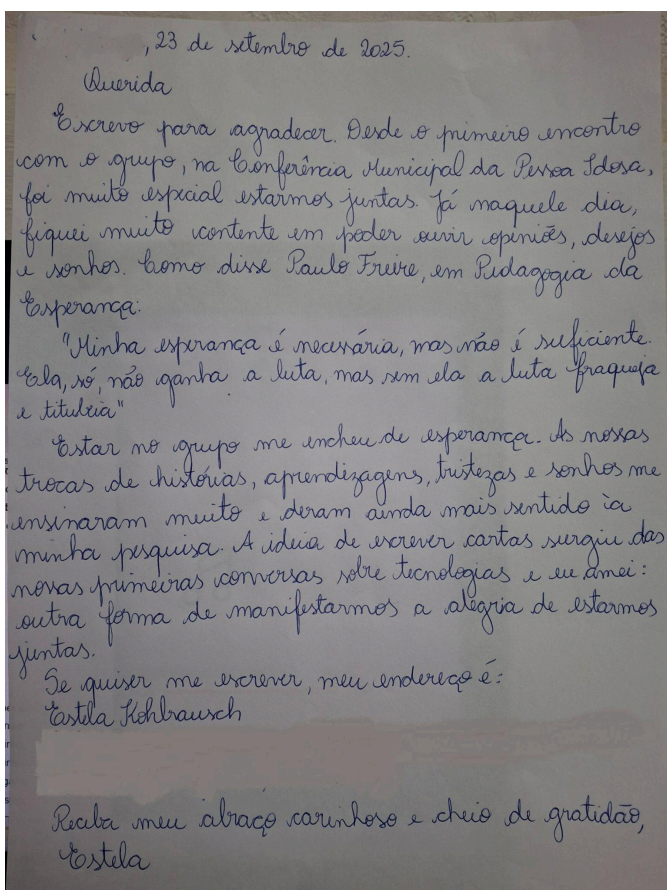 , 23 de setembro de 2025.
Querida
Escrevo para agradecer. Desde o primeiro encontro
com o grupo, na Conferência Municipal da Pessoa Idosa,
foi muito especial estarmos juntas. Já naquele dia,
fiquei muito contente em poder ouvir opiniões, desejos
e sonhos. Como disse Paulo Freire, em Pedagogia da
Esperança:
"Minha esperança é necessária, mas não é suficiente.
Ela, só, não ganha a luta, mas sem ela a luta fraqueja
e titubeia"
Estar no grupo me encheu de esperança. As nossas
trocas de histórias, aprendizagens, tristezas e sonhos me
ensinaram muito e deram ainda mais sentido à
minha pesquisa. A ideia de escrever cartas surgiu das
nossas primeiras conversas sobre tecnologias e eu amei:
outra forma de manifestarmos a alegria de estarmos
juntas.
Se quiser me escrever, meu endereço é:
Estela Kohlrausch
Receba meu abraço carinhoso e cheio de gratidão,
Estela